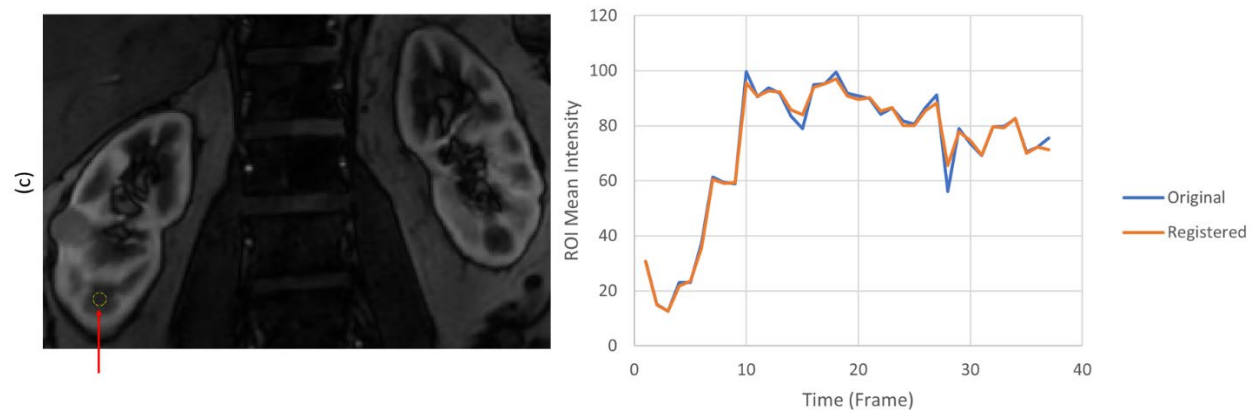 (c)
ROI Mean Intensity
120
100
80
60
40
20
0
0 10 20 30 40
Time (Frame)
Original
Registered